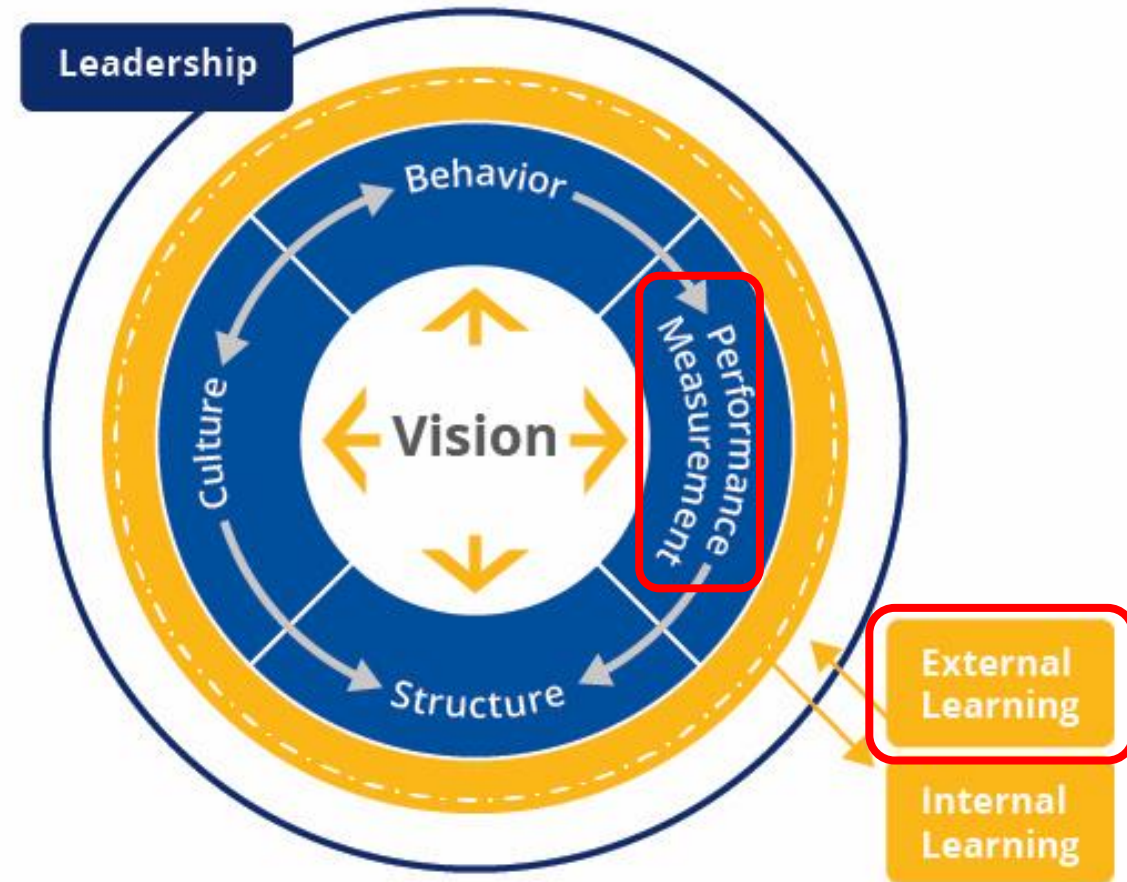 Leadership
Behavior
Performance
Measurement
Vision
Culture
Structure
External
Learning
Internal
Learning